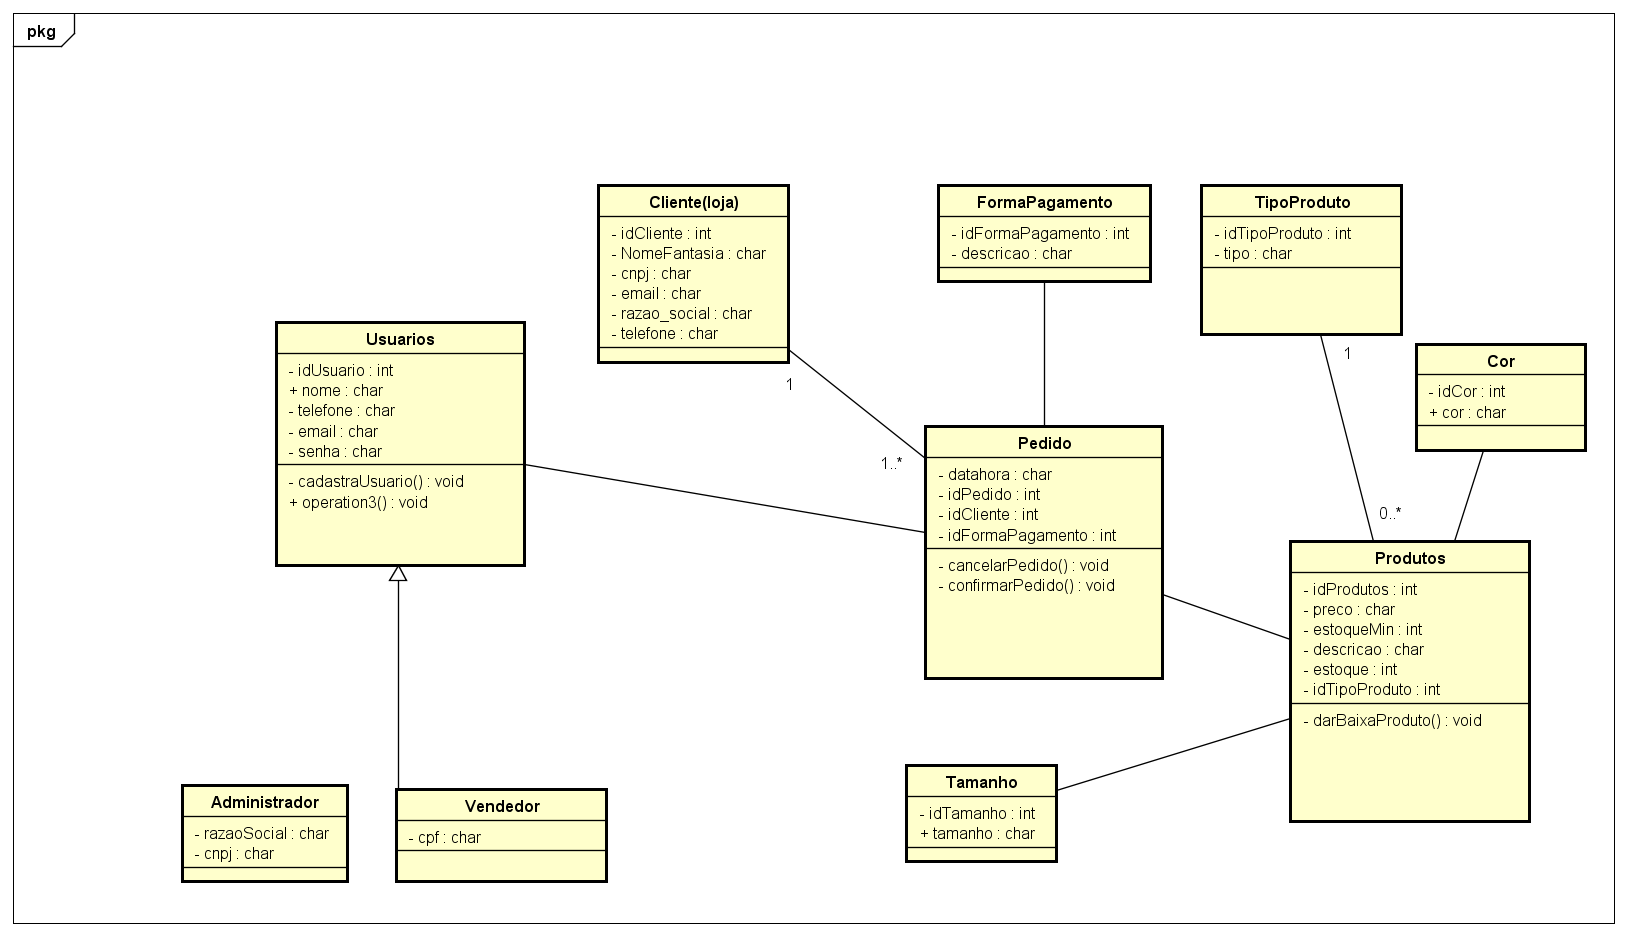 pkg
Cliente(loja)
- idCliente : int
- NomeFantasia : char
- cnpj : char
- email : char
- razao_social : char
- telefone : char
FormaPagamento
- idFormaPagamento : int
- descricao : char
TipoProduto
- idTipoProduto : int
- tipo : char
Usuarios
- idUsuario : int
+ nome : char
- telefone : char
- email : char
- senha : char
- cadastraUsuario() : void
+ operation3() : void
1
1..*
1
0..*
Cor
- idCor : int
+ cor : char
Pedido
- datahora : char
- idPedido : int
- idCliente : int
- idFormaPagamento : int
- cancelarPedido() : void
- confirmarPedido() : void
Produtos
- idProdutos : int
- preco : char
- estoqueMin : int
- descricao : char
- estoque : int
- idTipoProduto : int
- darBaixaProduto() : void
Administrador
- razaoSocial : char
- cnpj : char
Vendedor
- cpf : char
Tamanho
- idTamanho : int
+ tamanho : char